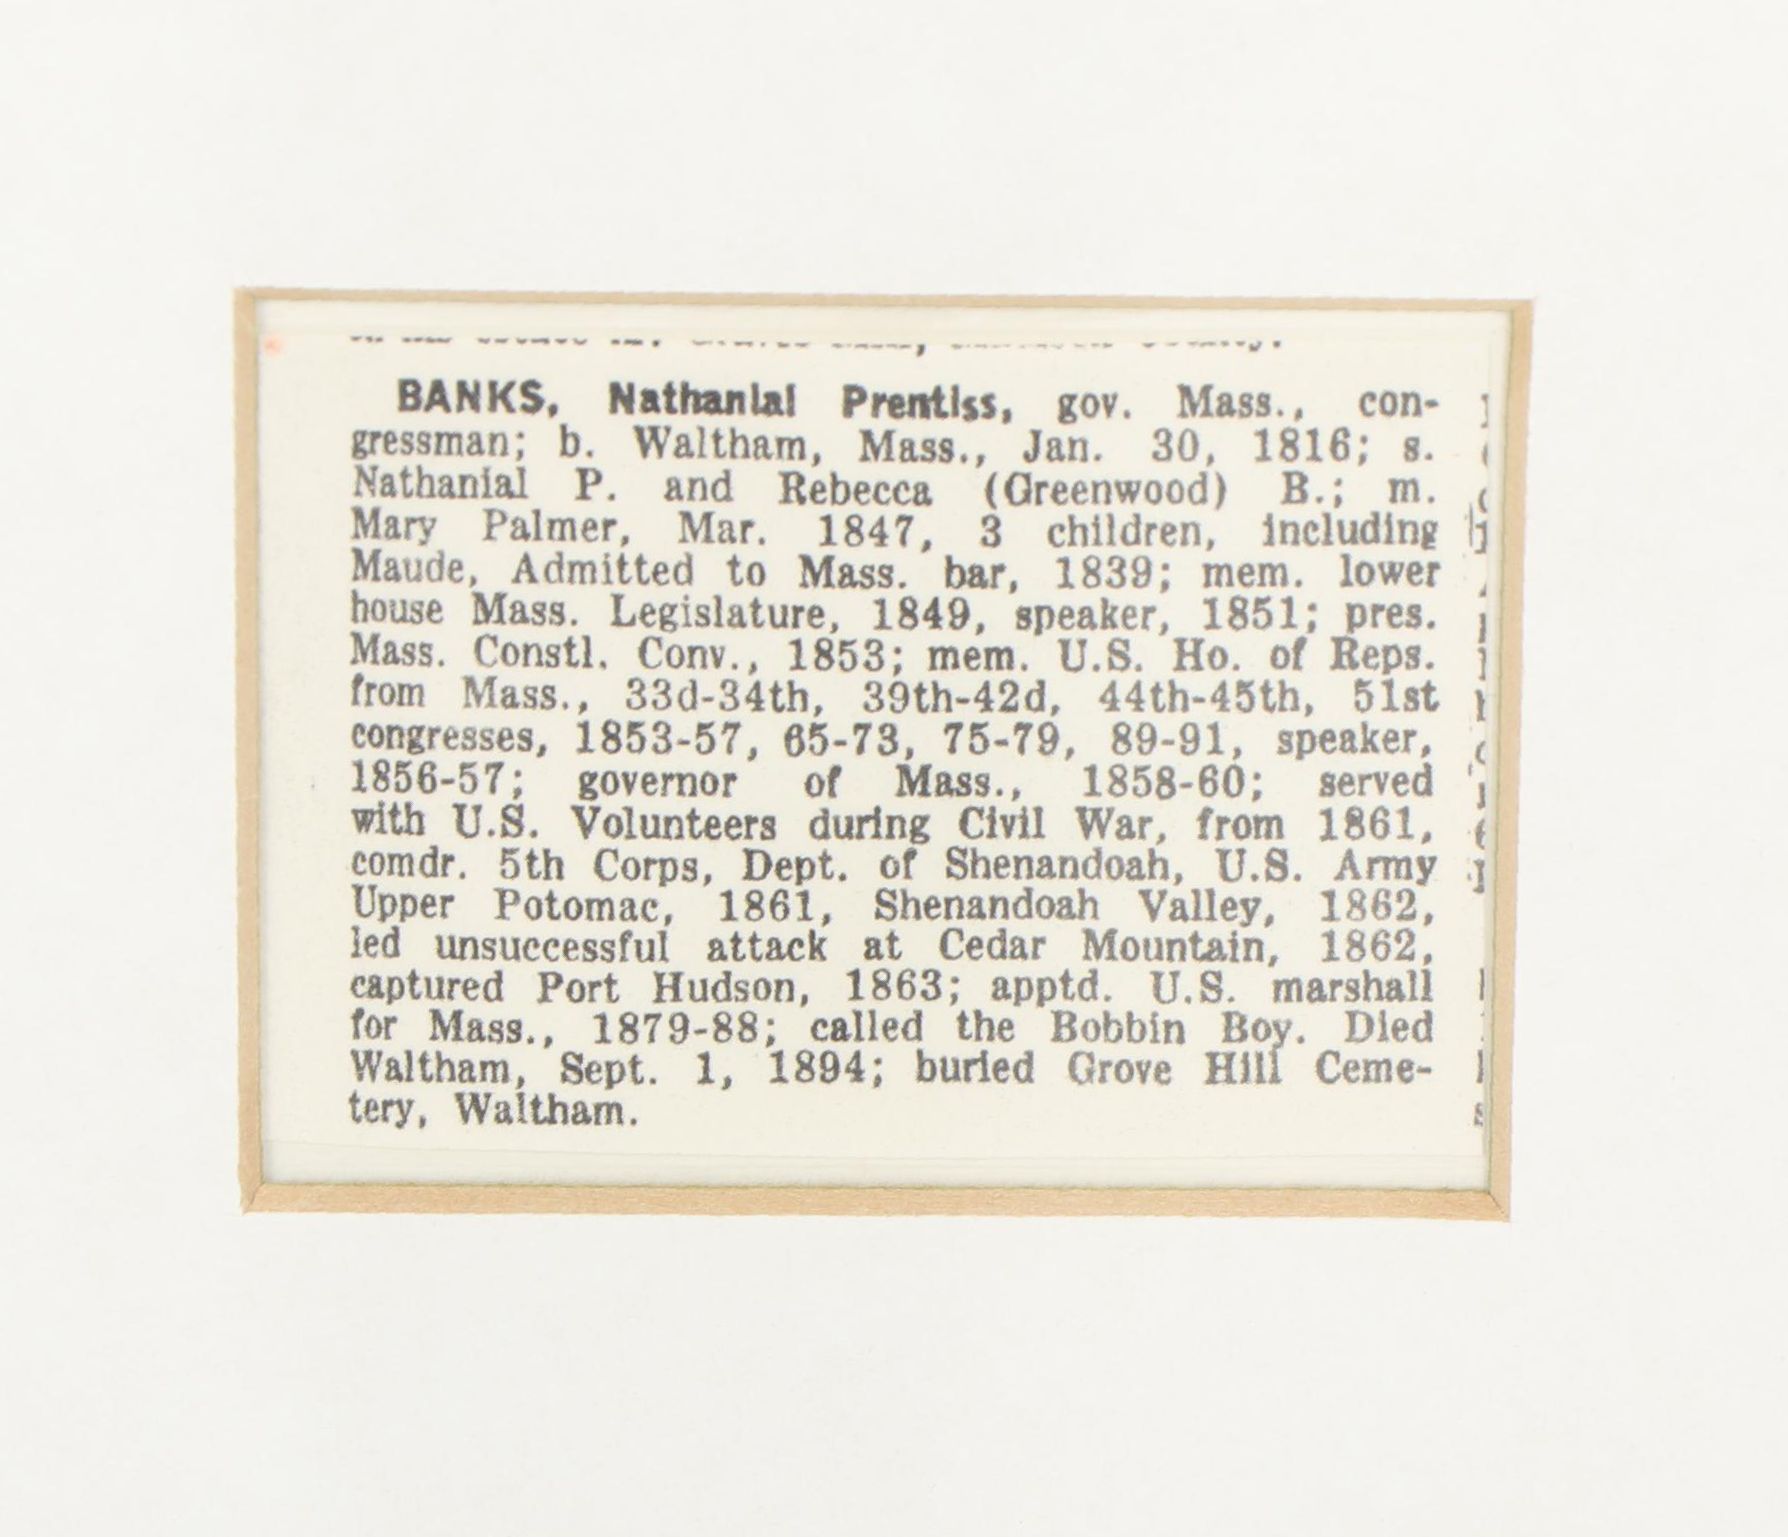 BANKS, Nathanial Prentiss, gov. Mass., con-
gressman; b. Waltham, Mass., Jan. 30, 1816; s.
Nathanial P. and Rebecca (Greenwood) B.; m.
Mary Palmer, Mar. 1847, 3 children, including
Maude, Admitted to Mass. bar, 1839; mem. lower
house Mass. Legislature, 1849, speaker, 1851; pres.
Mass. Constl. Conv., 1853; mem. U.S. Ho. of Reps.
from Mass., 33d-34th, 39th-42d, 44th-45th, 51st
congresses, 1853-57, 65-73, 75-79, 89-91, speaker,
1856-57; governor of Mass., 1858-60; served
with U.S. Volunteers during Civil War, from 1861,
comdr. 5th Corps, Dept. of Shenandoah, U.S. Army
Upper Potomac, 1861, Shenandoah Valley, 1862,
led unsuccessful attack at Cedar Mountain, 1862,
captured Port Hudson, 1863; apptd. U.S. marshall
for Mass., 1879-88; called the Bobbin Boy. Died
Waltham, Sept. 1, 1894; buried Grove Hill Ceme-
tery, Waltham.